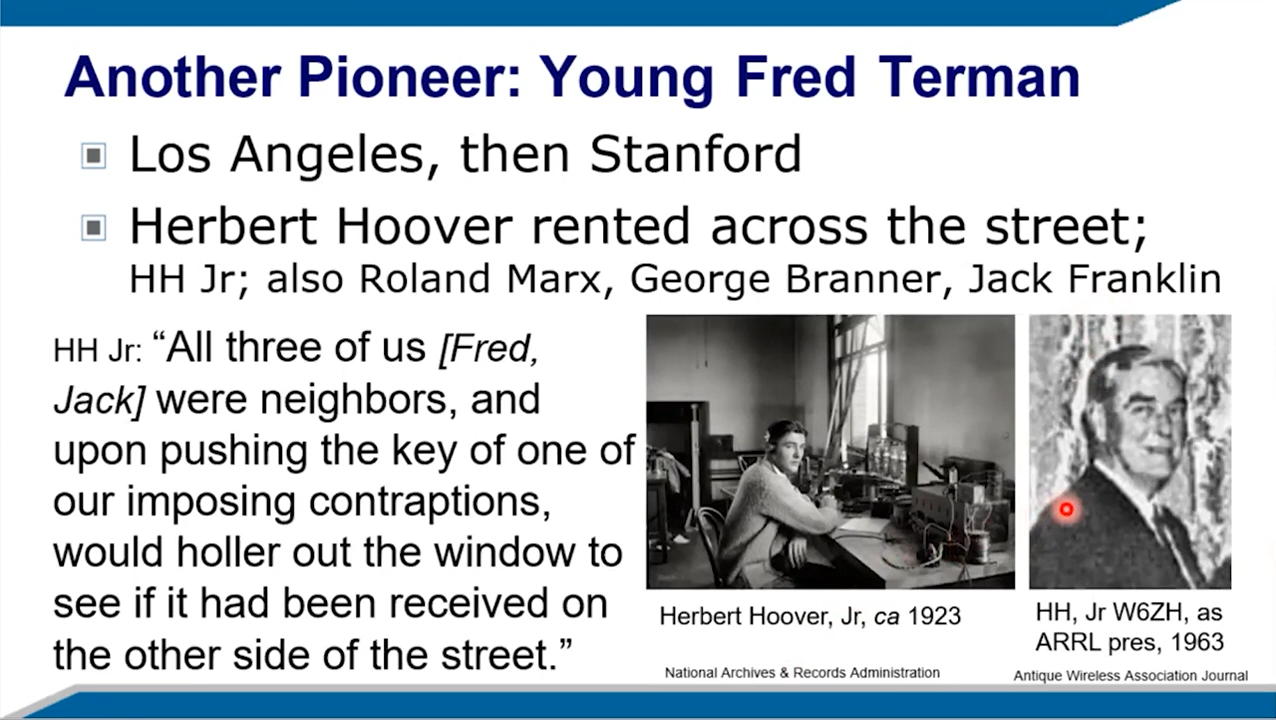 Another Pioneer: Young Fred Terman
Los Angeles, then Stanford
Herbert Hoover rented across the street;
HH Jr; also Roland Marx, George Branner, Jack Franklin
HH Jr: “All three of us [Fred,
Jack] were neighbors, and
upon pushing the key of one of
our imposing contraptions,
would holler out the window to
see if it had been received on
the other side of the street.”
Herbert Hoover, Jr, ca 1923
National Archives & Records Administration
HH, Jr W6ZH, as
ARRL pres, 1963
Antique Wireless Association Journal